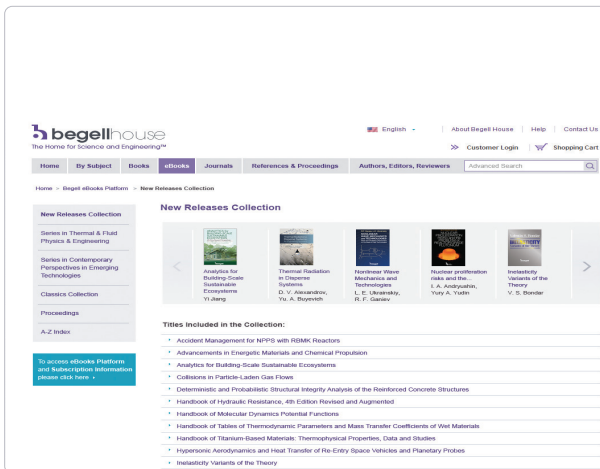 begellhouse
The Home for Science and Engineering™
English
About Begell House
Help
Contact Us
Customer Login
Shopping Cart
Home
By Subject
Books
eBooks
Journals
References & Proceedings
Authors, Editors, Reviewers
Advanced Search
Home > Begell eBooks Platform > New Releases Collection
New Releases Collection
Series in Thermal & Fluid
Physics & Engineering
Series in Contemporary
Perspectives in Emerging
Technologies
Classics Collection
Proceedings
A-Z Index
To access eBooks Platform
and Subscription Information
please click here
New Releases Collection
Analytics for
Building-Scale
Sustainable
Ecosystems
Yi Jiang
Thermal Radiation
in Disperse
Systems
D. V. Alexandrov,
Yu. A. Buyevich
Nonlinear Wave
Mechanics and
Technologies
L. E. Ukrainskiy,
R. F. Ganiev
Nuclear proliferation
risks and the...
I. A. Andryushin,
Yury A. Yudin
Inelasticity
Variants of the
Theory
V. S. Bondar
Titles Included in the Collection:
Accident Management for NPPS with RBMK Reactors
Advancements in Energetic Materials and Chemical Propulsion
Analytics for Building-Scale Sustainable Ecosystems
Collisions in Particle-Laden Gas Flows
Deterministic and Probabilistic Structural Integrity Analysis of the Reinforced Concrete Structures
Handbook of Hydraulic Resistance, 4th Edition Revised and Augmented
Handbook of Molecular Dynamics Potential Functions
Handbook of Tables of Thermodynamic Parameters and Mass Transfer Coefficients of Wet Materials
Handbook of Titanium-Based Materials: Thermophysical Properties, Data and Studies
Hypersonic Aerodynamics and Heat Transfer of Re-Entry Space Vehicles and Planetary Probes
Inelasticity Variants of the Theory